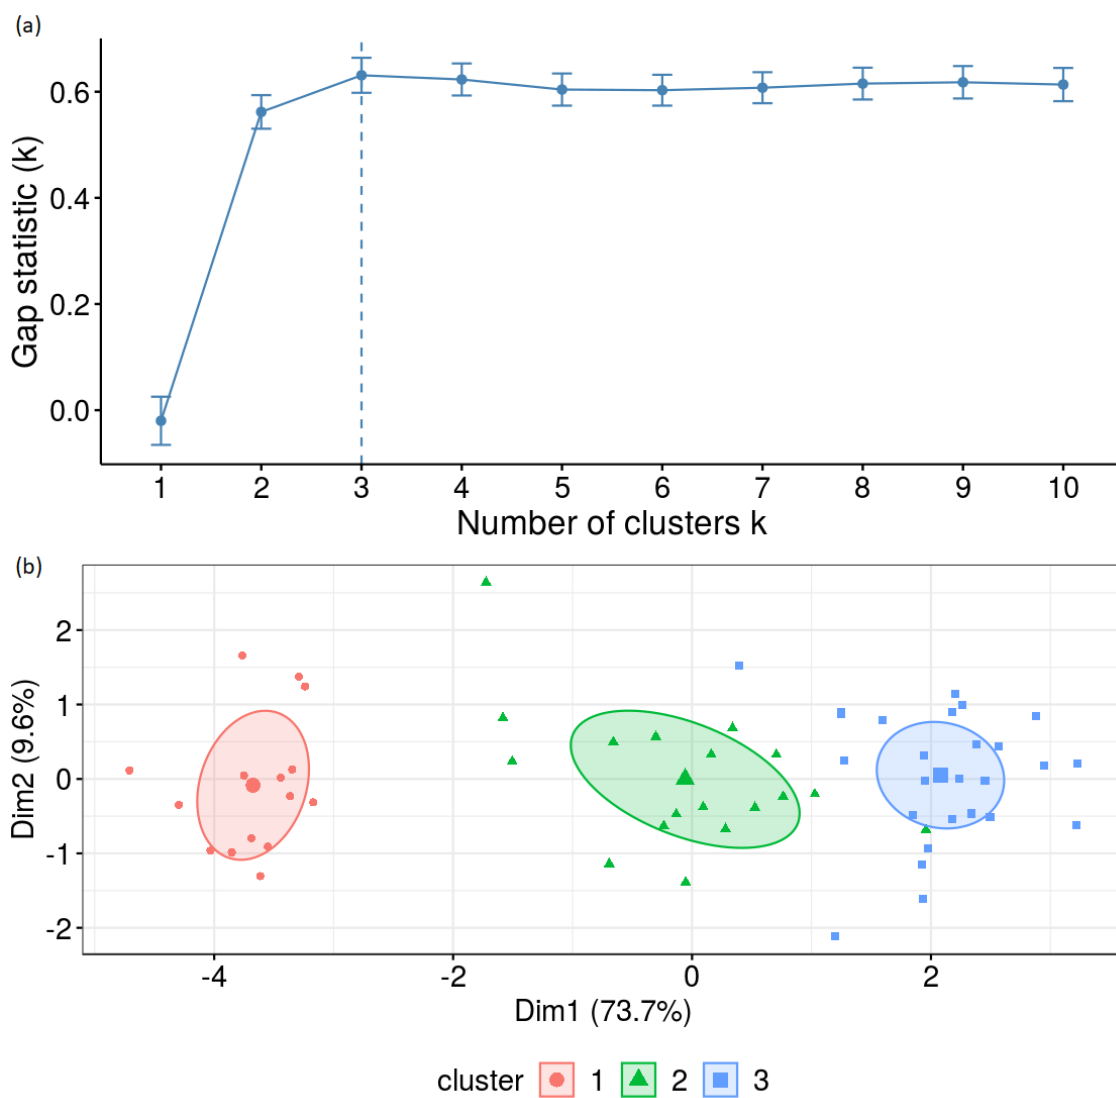 (a)
Gap statistic (k)
0.6
0.4
0.2
0.0
1 2 3 4 5 6 7 8 9 10
Number of clusters k
(b)
Dim2 (9.6%)
2
1
0
-1
-2
-4 -2 0 2
Dim1 (73.7%)
cluster 1 2 3